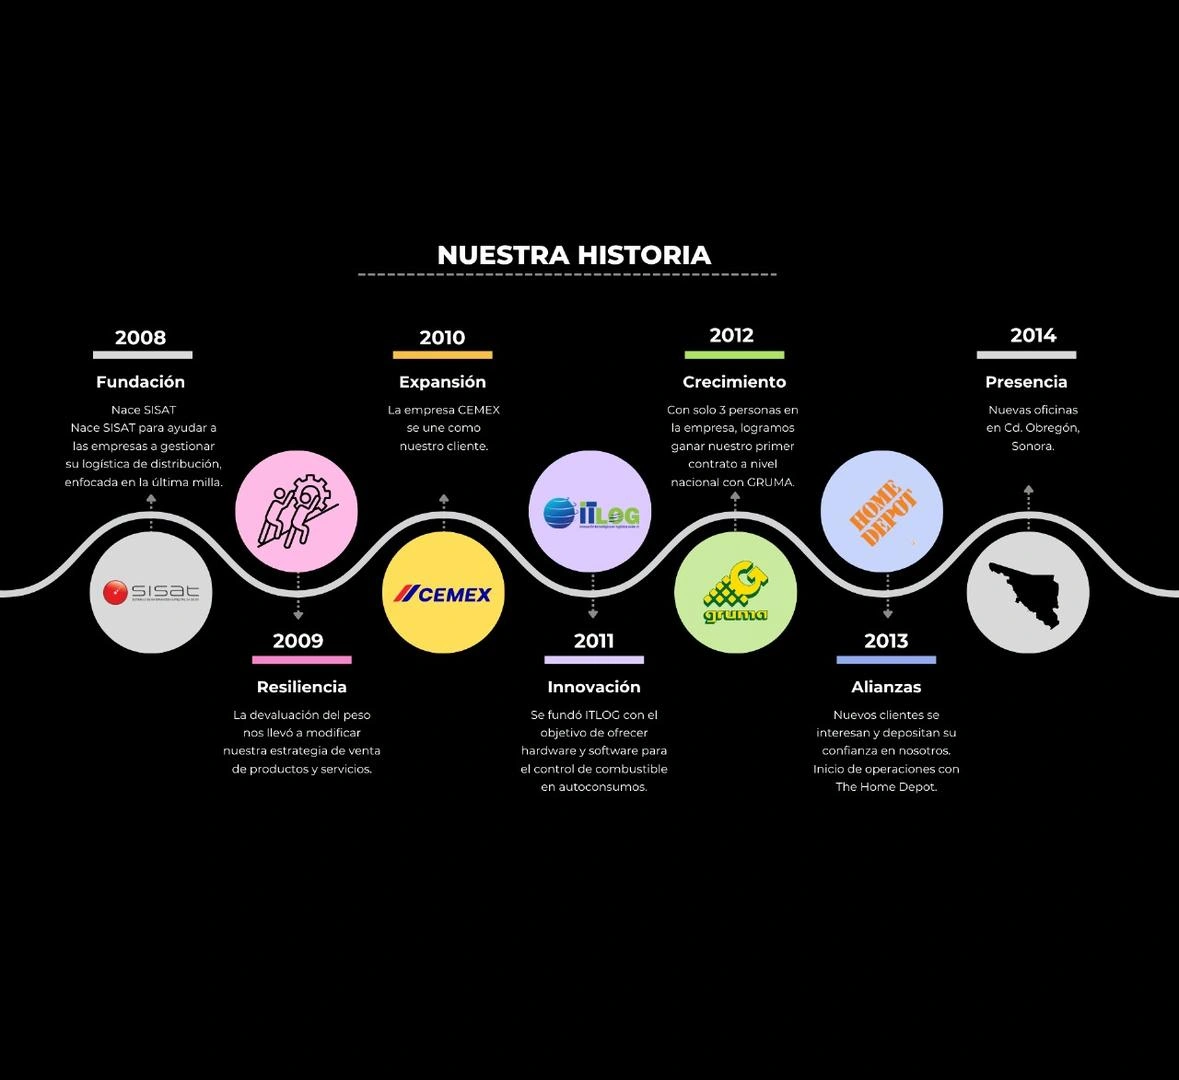 NUESTRA HISTORIA
2008
Fundación
Nace SISAT
Nace SISAT para ayudar a
las empresas a gestionar
su logística de distribución,
enfocada en la última milla.
sisat
2009
Resiliencia
La devaluación del peso
nos llevó a modificar
nuestra estrategia de venta
de productos y servicios.
2010
Expansión
La empresa CEMEX
se une como
nuestro cliente.
CEMEX
iTLOG
2011
Innovación
Se fundó ITLOG con el
objetivo de ofrecer
hardware y software para
el control de combustible
en autoconsumos.
2012
Crecimiento
Con solo 3 personas en
la empresa, logramos
ganar nuestro primer
contrato a nivel
nacional con GRUMA.
G
gruma
HOME
DEPOT
2013
Alianzas
Nuevos clientes se
interesan y depositan su
confianza en nosotros.
Inicio de operaciones con
The Home Depot.
2014
Presencia
Nuevas oficinas
en Cd. Obregón,
Sonora.